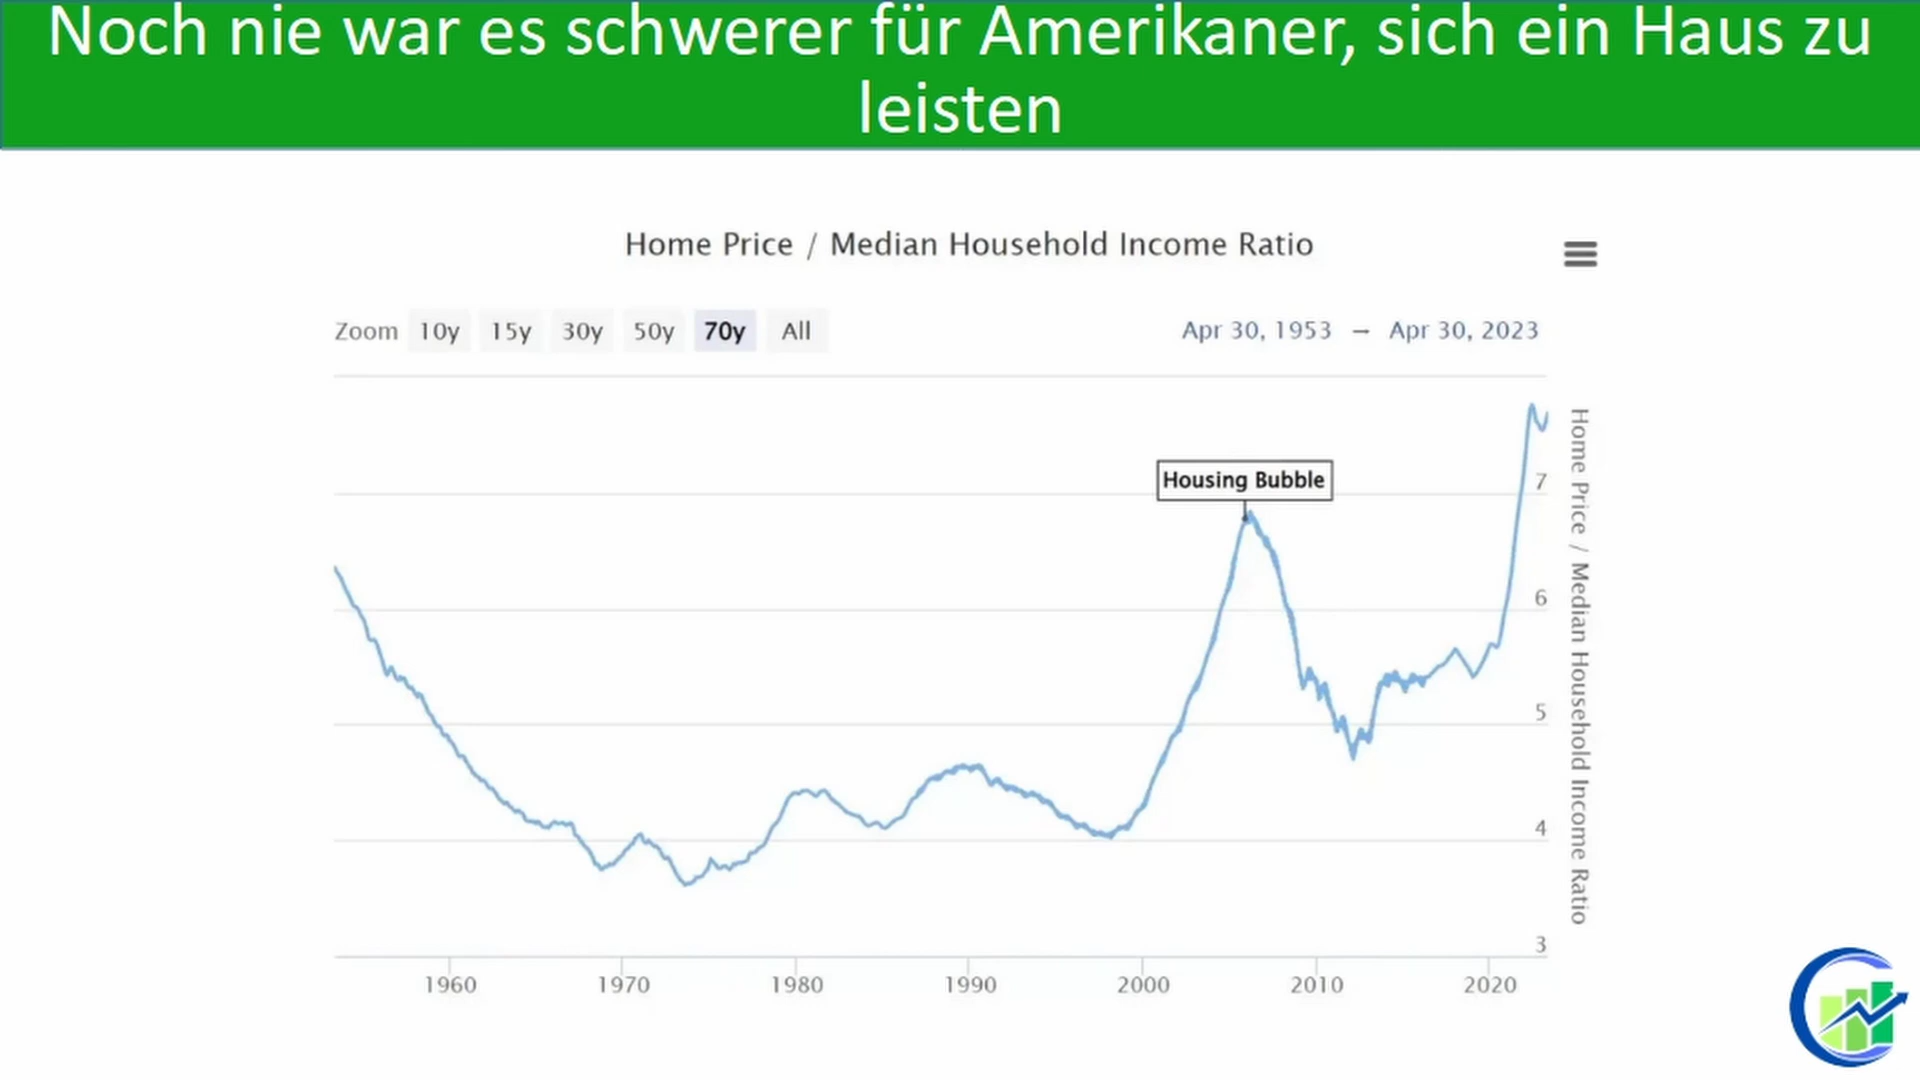 Noch nie war es schwerer für Amerikaner, sich ein Haus zu
leisten
Home Price / Median Household Income Ratio
Zoom 10y 15y 30y 50y 70y All
Apr 30, 1953 → Apr 30, 2023
Housing Bubble
7
6
5
4
3
Home Price / Median Household Income Ratio
1960 1970 1980 1990 2000 2010 2020